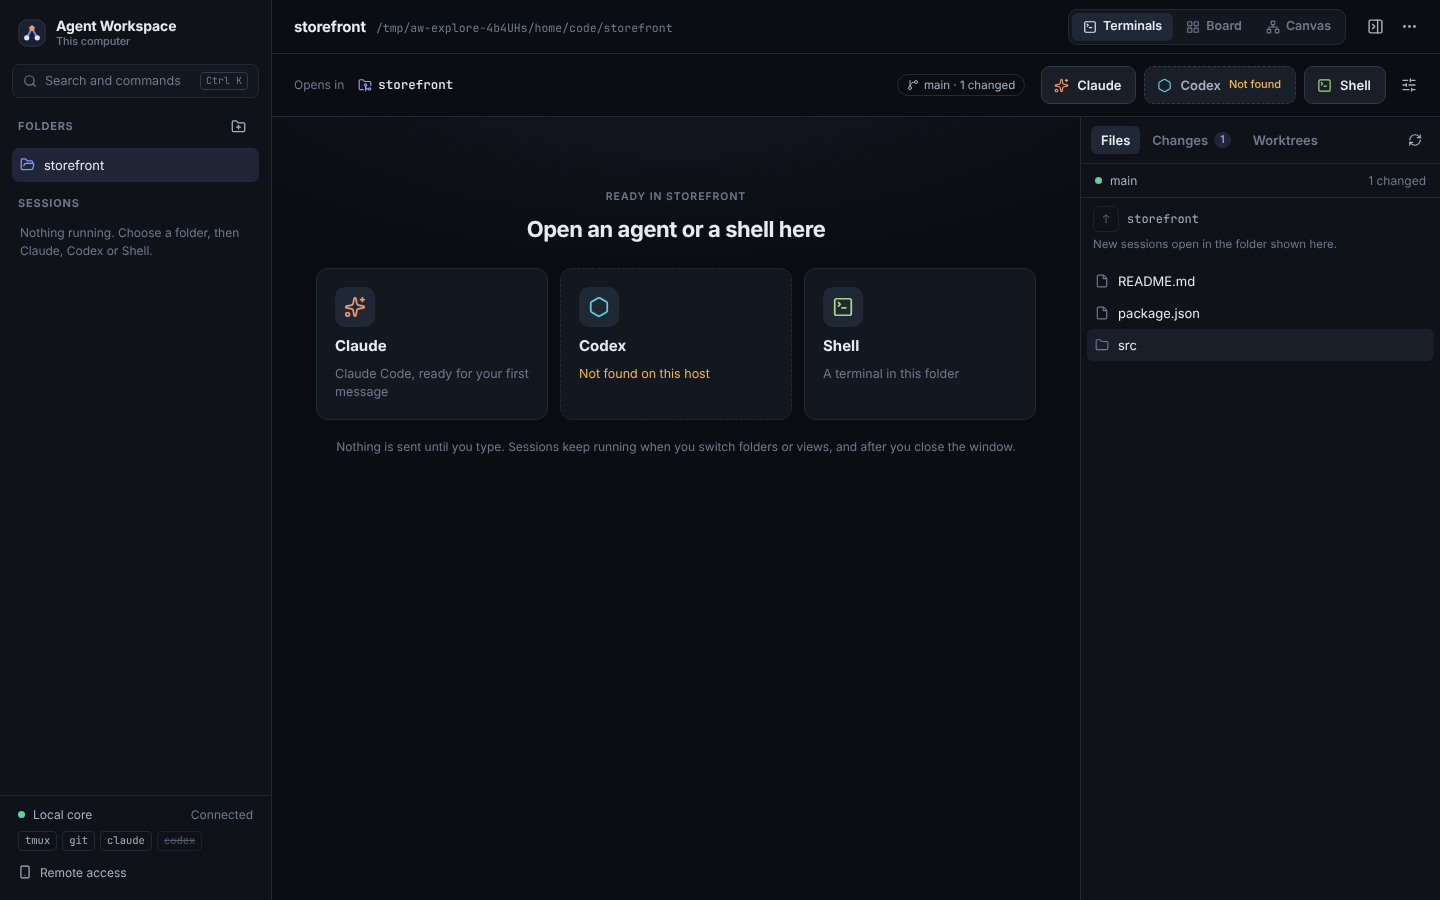 Agent Workspace
This computer
Search and commands Ctrl K
FOLDERS
storefront
SESSIONS
Nothing running. Choose a folder, then
Claude, Codex or Shell.
Local core Connected
tmux git claude codex
Remote access
storefront /tmp/aw-explore-4b4UHs/home/code/storefront
Terminals Board Canvas
Opens in storefront
main · 1 changed
Claude
Codex Not found
Shell
READY IN STOREFRONT
Open an agent or a shell here
Claude
Claude Code, ready for your first
message
Codex
Not found on this host
Shell
A terminal in this folder
Nothing is sent until you type. Sessions keep running when you switch folders or views, and after you close the window.
Files Changes 1 Worktrees
main 1 changed
storefront
New sessions open in the folder shown here.
README.md
package.json
src